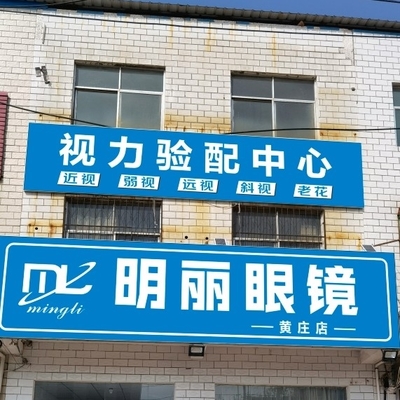 视力验配中心
近视 弱视 远视 斜视 老花
ML 明丽眼镜
mingli
黄庄店